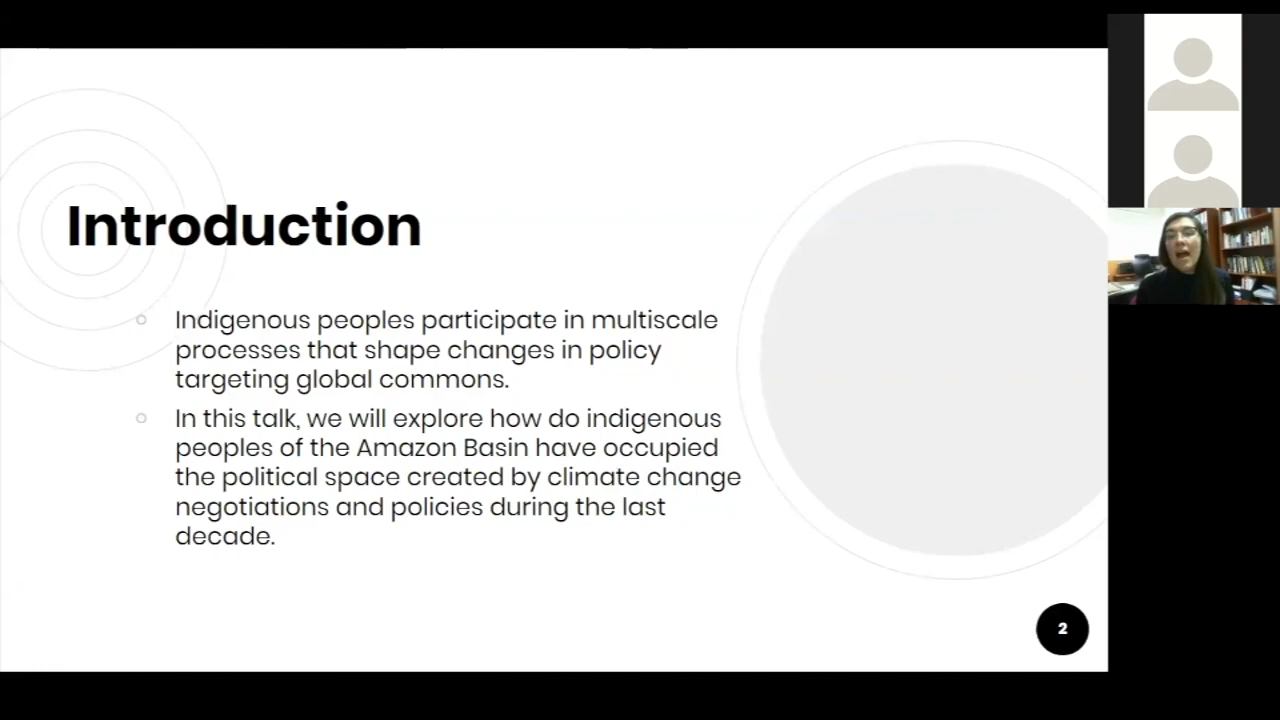 Introduction
Indigenous peoples participate in multiscale
processes that shape changes in policy
targeting global commons.
In this talk, we will explore how do indigenous
peoples of the Amazon Basin have occupied
the political space created by climate change
negotiations and policies during the last
decade.
2